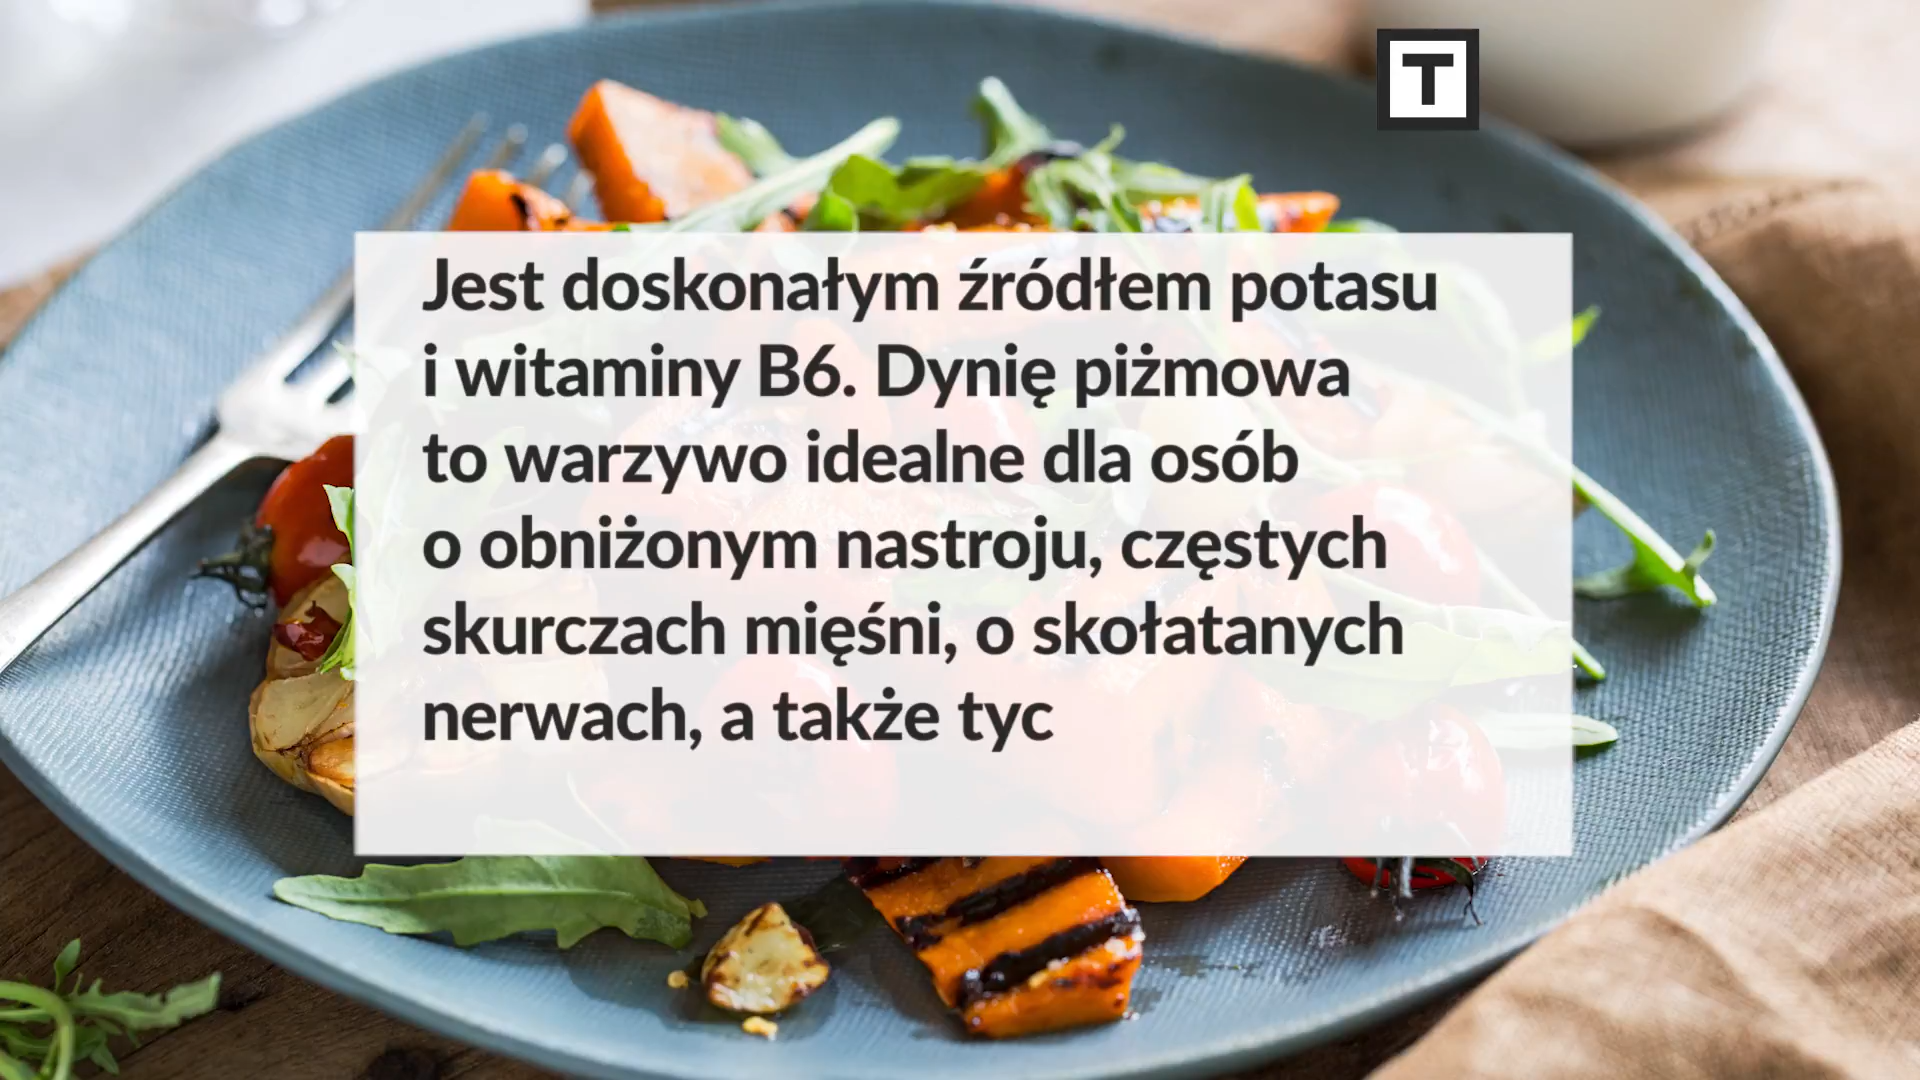 T
Jest doskonałym źródłem potasu
i witaminy B6. Dynię piżmowa
to warzywo idealne dla osób
o obniżonym nastroju, częstych
skurczach mięśni, o skołatanych
nerwach, a także tyc